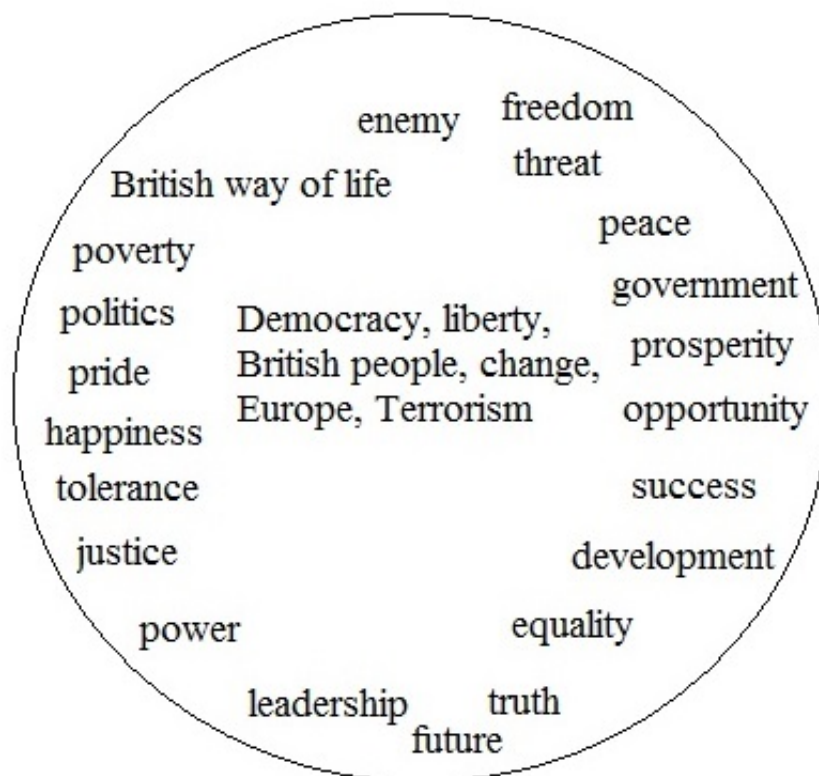 enemy
freedom
threat
British way of life
peace
poverty
government
politics
Democracy, liberty,
prosperity
British people, change,
pride
Europe, Terrorism
opportunity
happiness
tolerance
success
justice
development
power
equality
leadership
truth
future